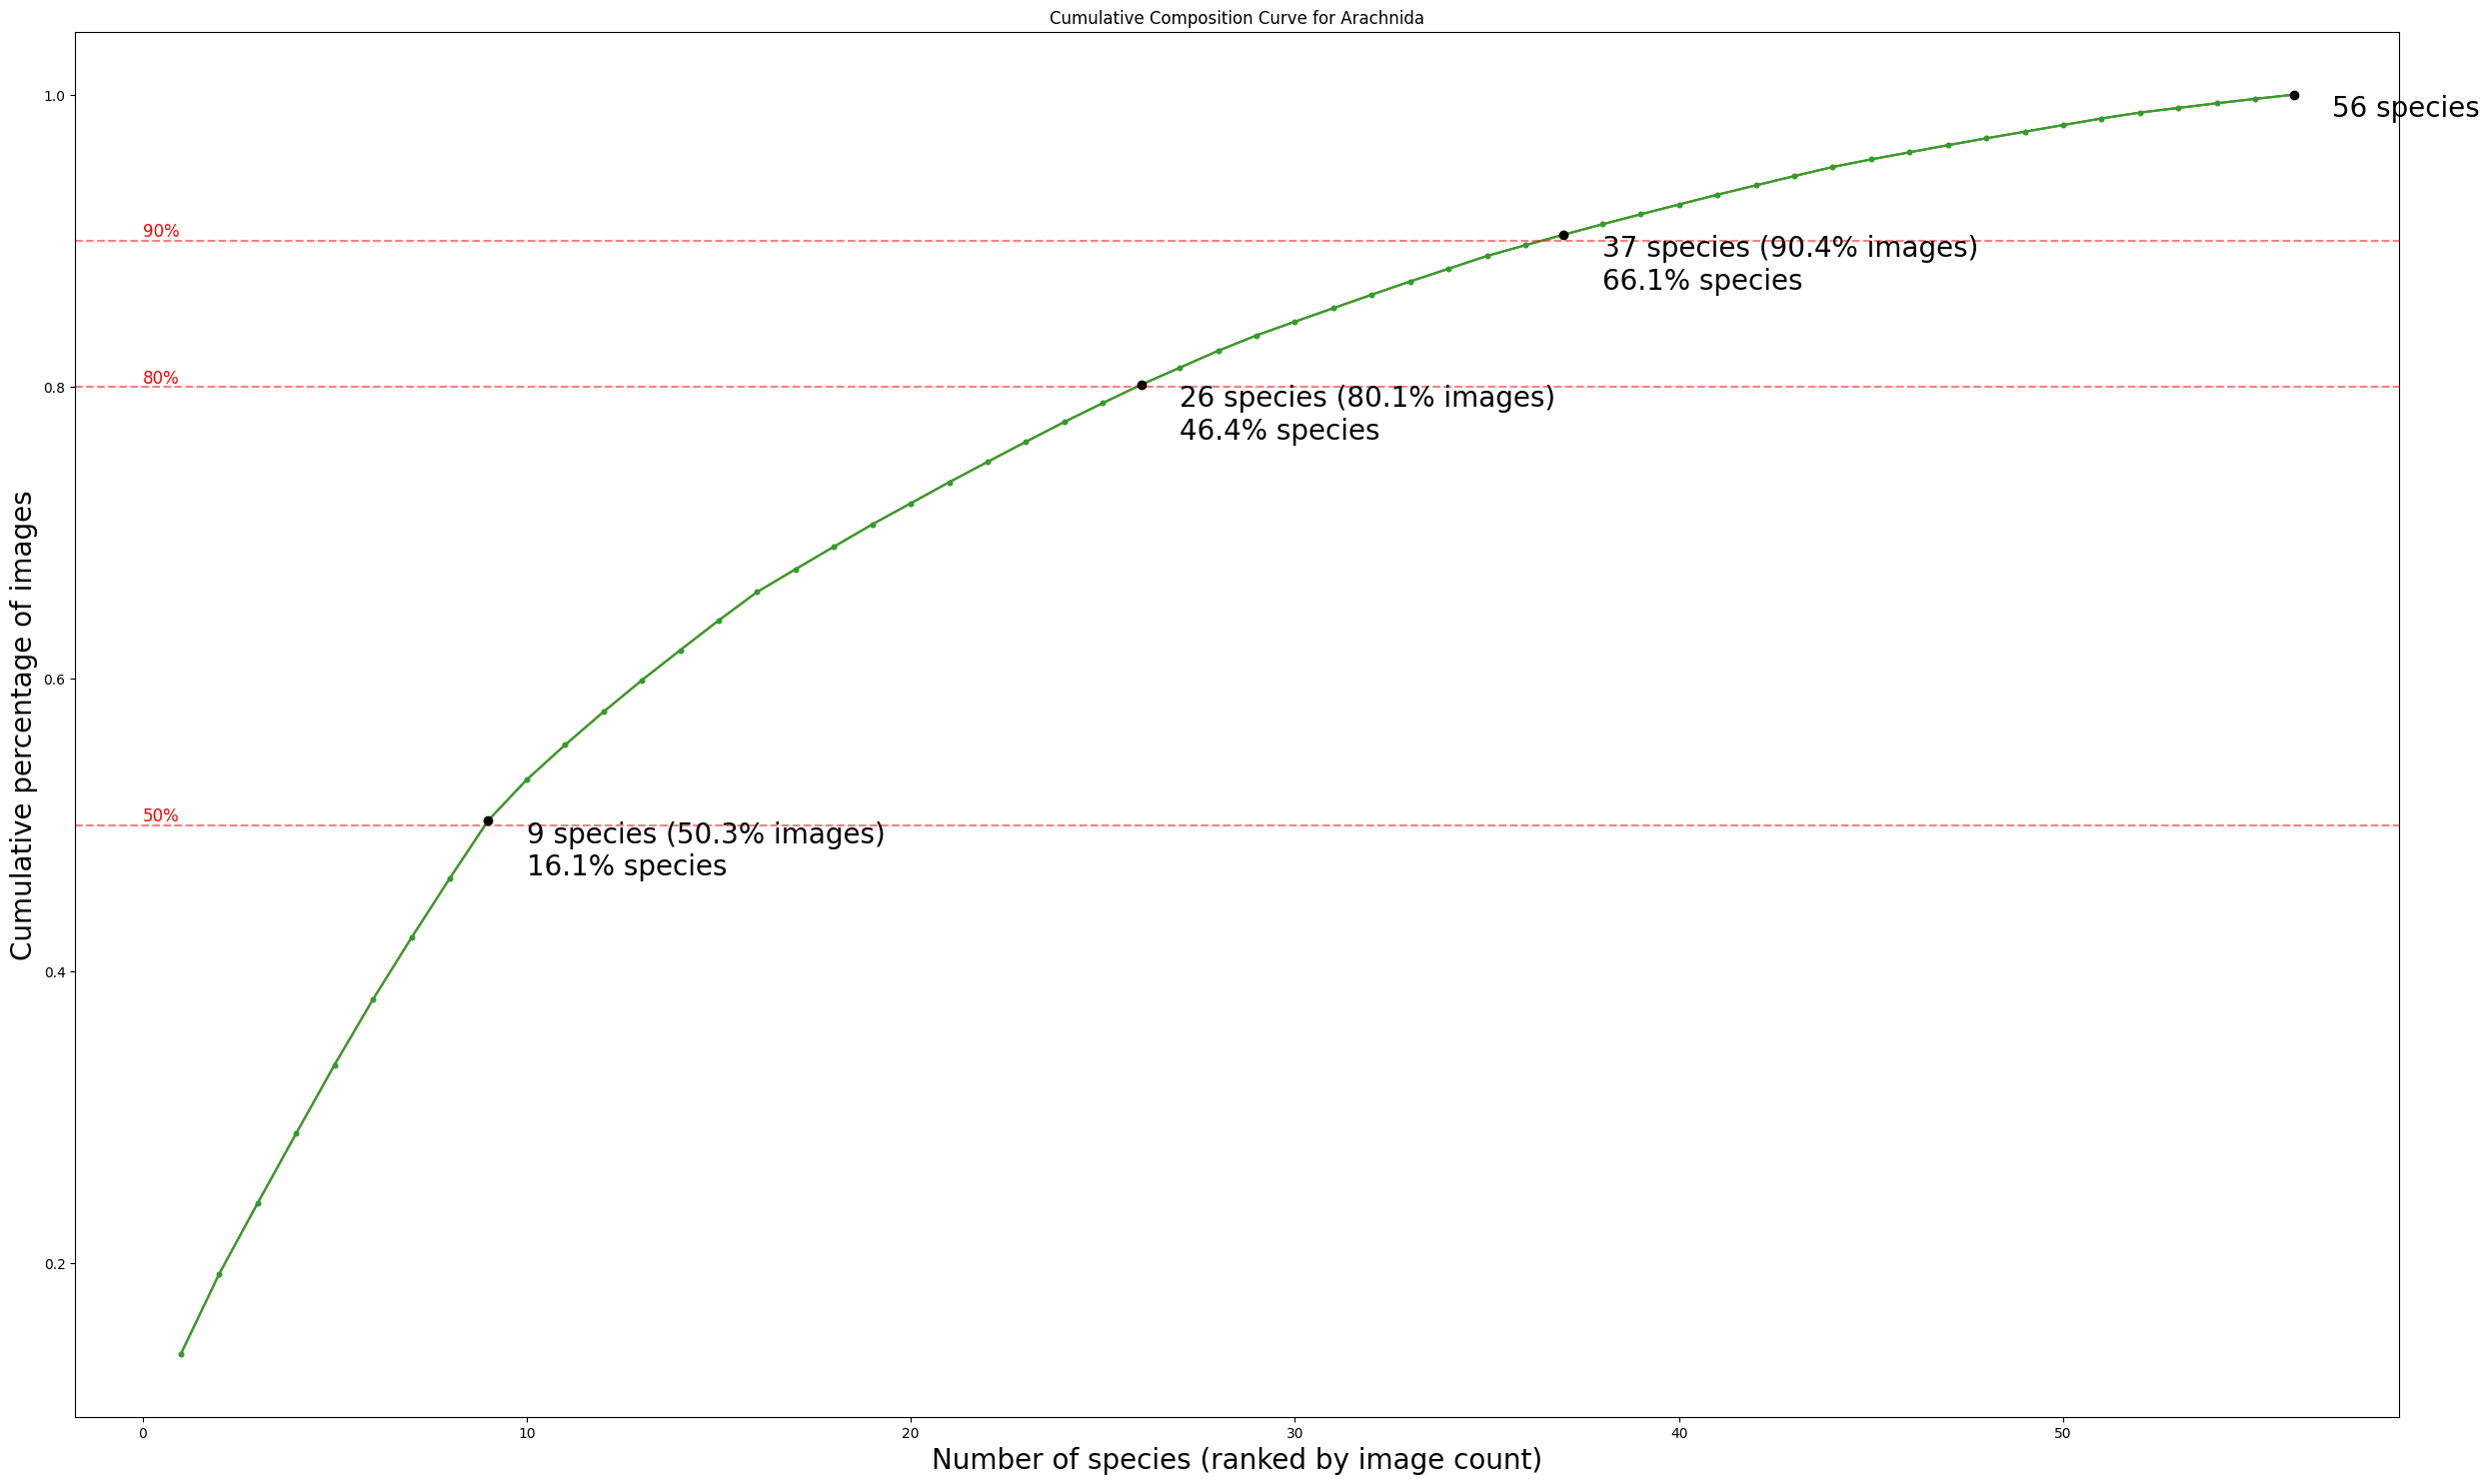 Cumulative Composition Curve for Arachnida
1.0
56 species
90%
37 species (90.4% images)
66.1% species
80%
0.8
26 species (80.1% images)
46.4% species
Cumulative percentage of images
0.6
50%
9 species (50.3% images)
16.1% species
0.4
0.2
0
10
20
30
40
50
Number of species (ranked by image count)